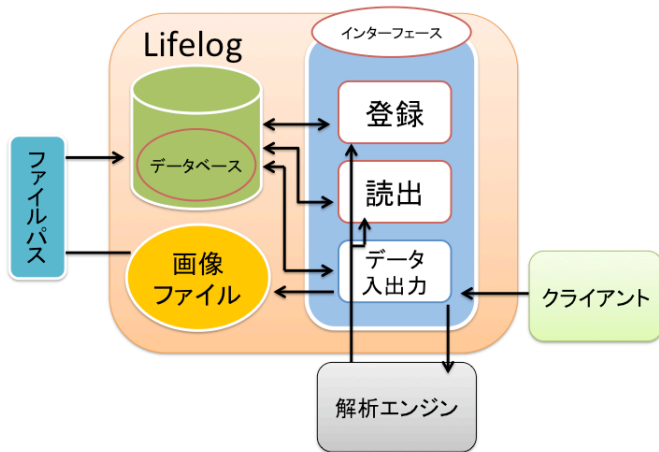 Lifelog
インターフェース
登録
データベース
読出
ファイルパス
画像
ファイル
データ
入出力
クライアント
解析エンジン